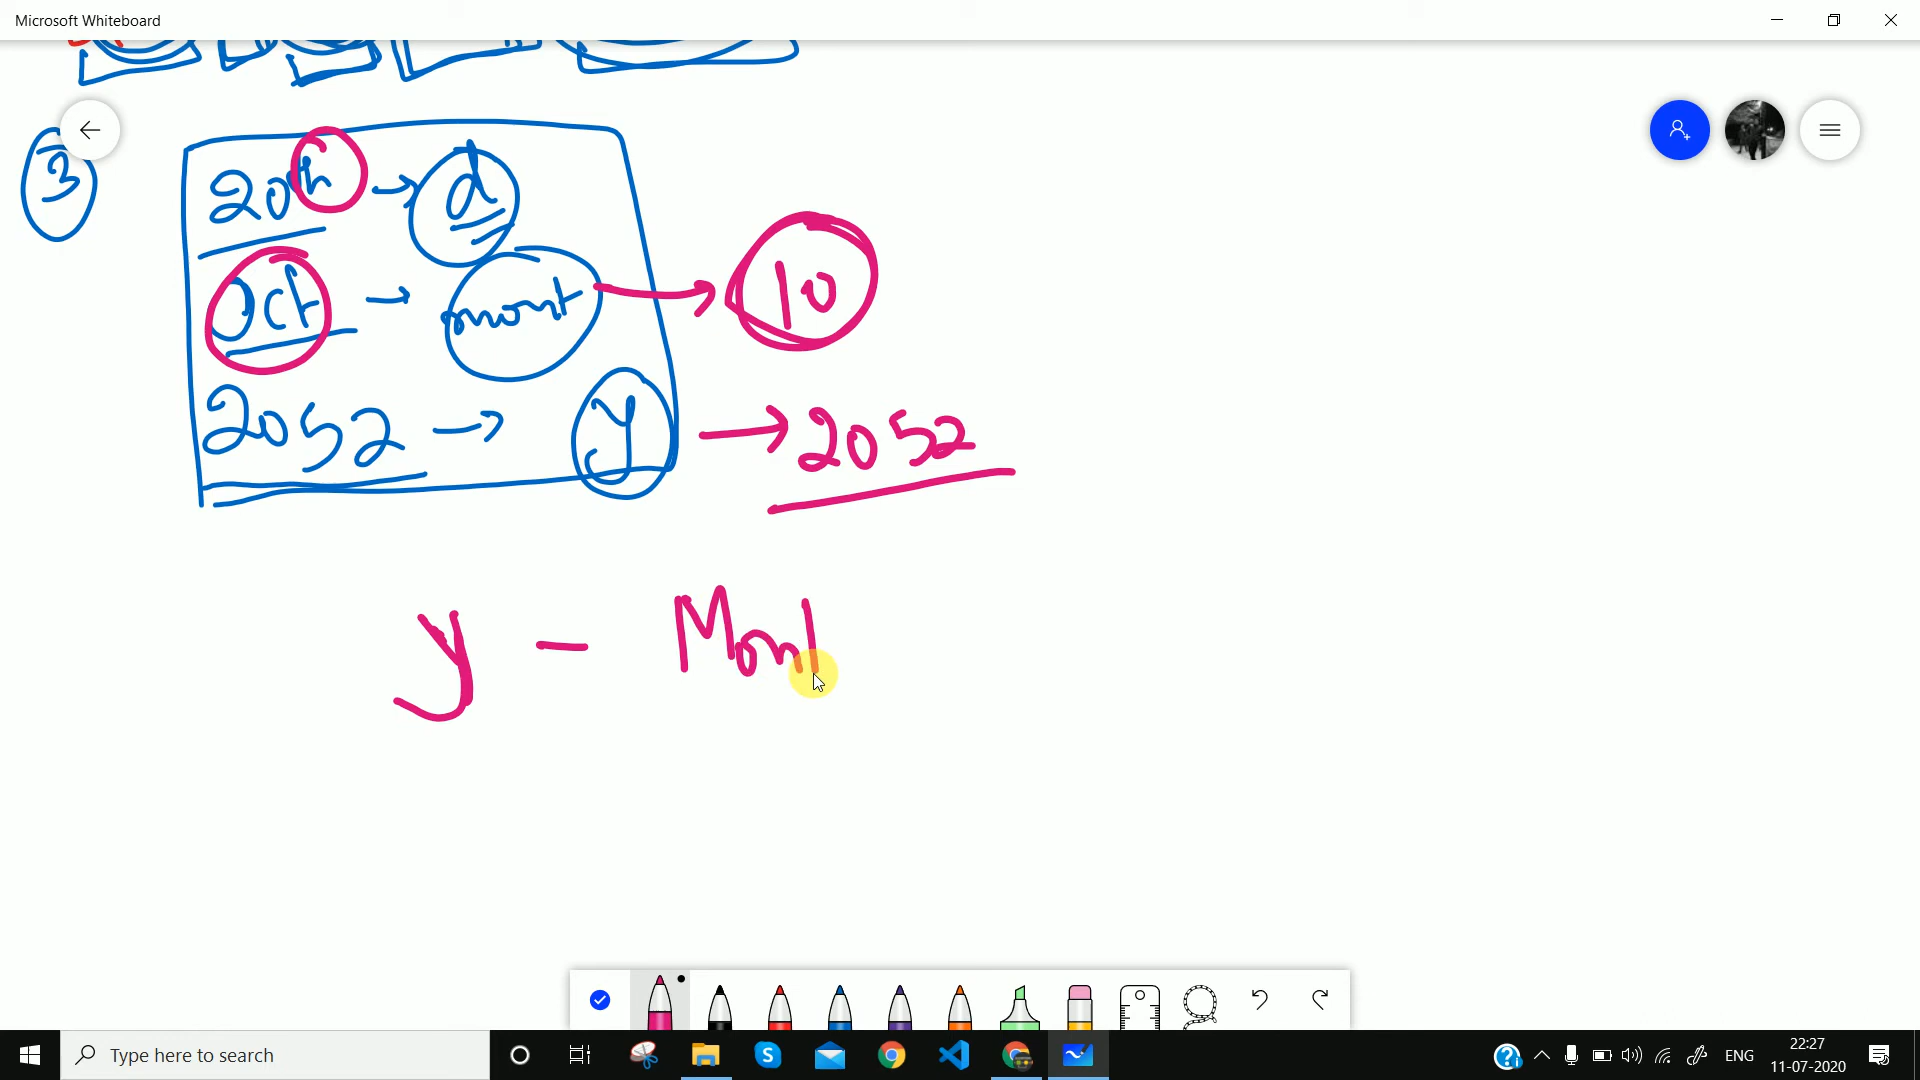 Microsoft Whiteboard
3
20th → d
Oct → mont → 10
2052 → y → 2052
y - Mon
Type here to search
ENG
22:27
11-07-2020